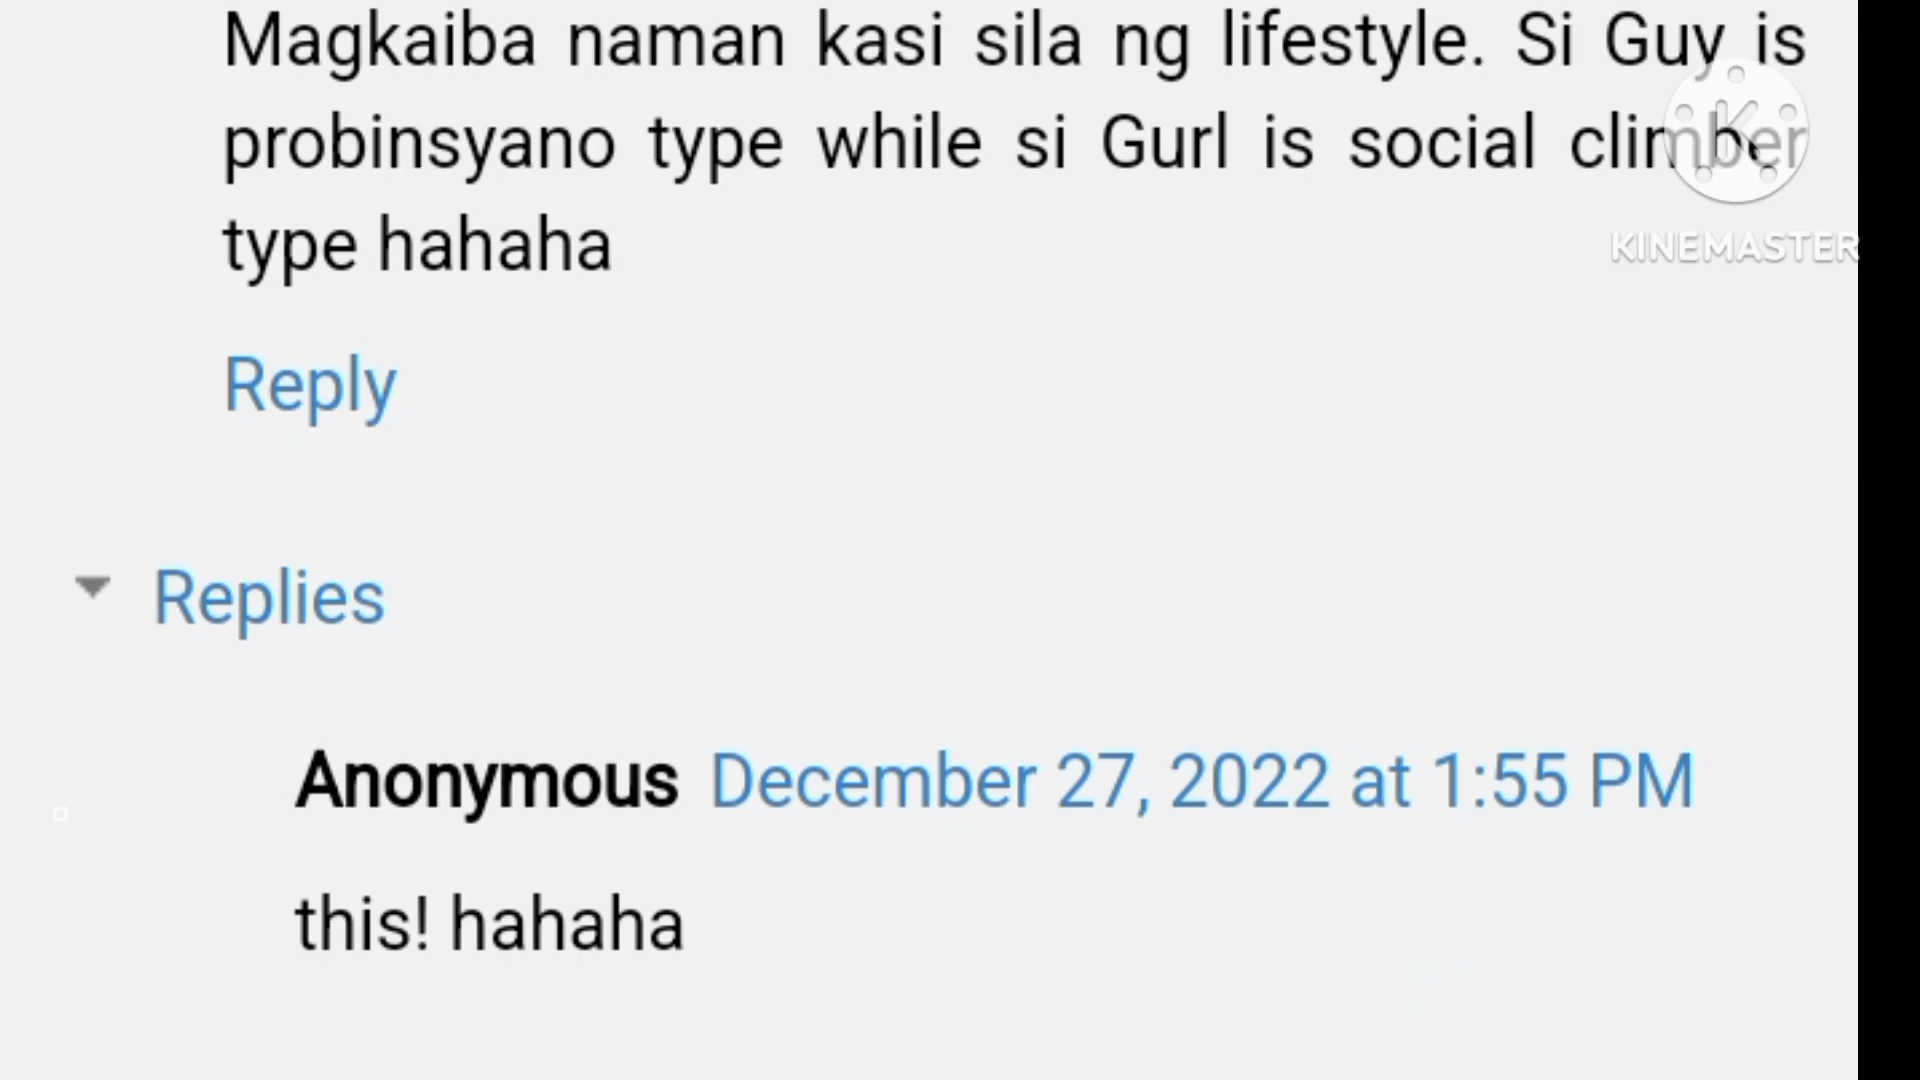 Magkaiba naman kasi sila ng lifestyle. Si Guy is
probinsyano type while si Gurl is social climber
type hahaha
KINEMASTER
Reply
Replies
Anonymous December 27, 2022 at 1:55 PM
this! hahaha